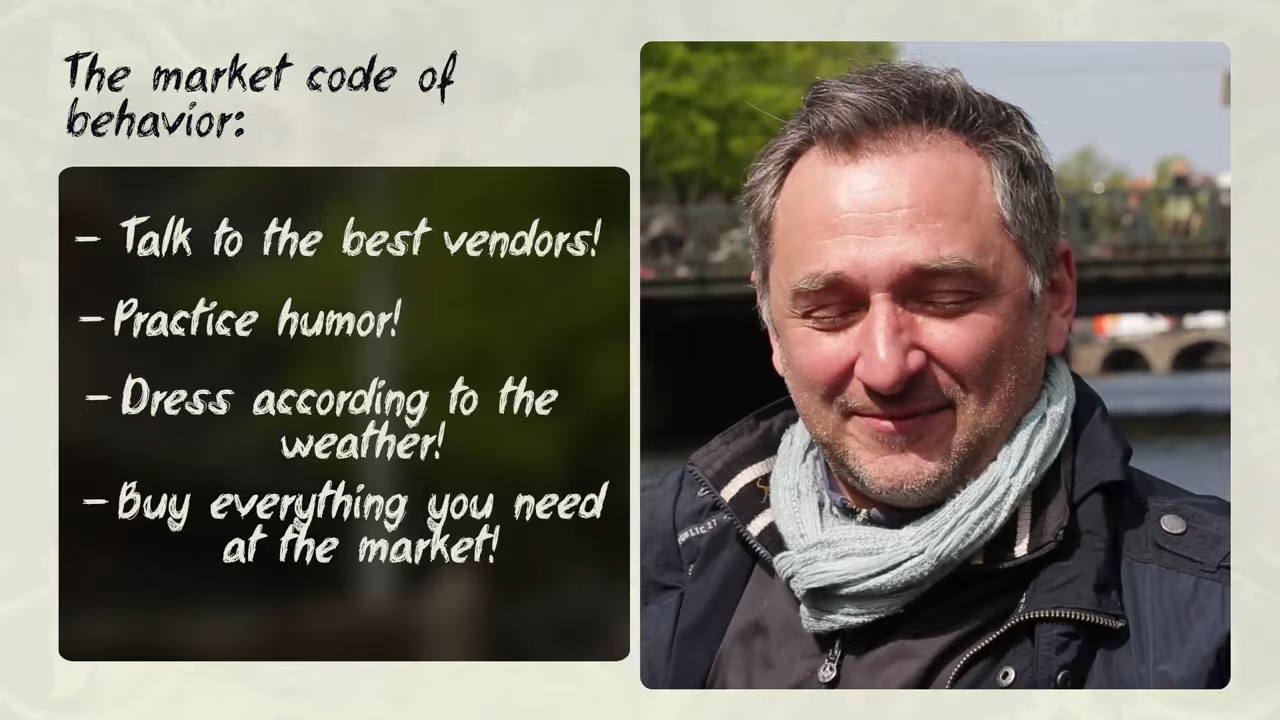 The market code of
behavior:
– Talk to the best vendors!
– Practice humor!
– Dress according to the
weather!
– Buy everything you need
at the market!